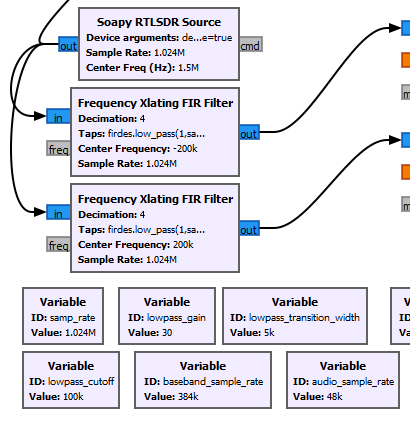 Soapy RTLSDR Source
Device arguments: de...e=true
Sample Rate: 1.024M
Center Freq (Hz): 1.5M
out
cmd
Frequency Xlating FIR Filter
Decimation: 4
Taps: firdes.low_pass(1,sa...
Center Frequency: -200k
Sample Rate: 1.024M
in
freq
out
Frequency Xlating FIR Filter
Decimation: 4
Taps: firdes.low_pass(1,sa...
Center Frequency: 200k
Sample Rate: 1.024M
in
freq
out
Variable
ID: samp_rate
Value: 1.024M
Variable
ID: lowpass_gain
Value: 30
Variable
ID: lowpass_transition_width
Value: 5k
Variable
ID: lowpass_cutoff
Value: 100k
Variable
ID: baseband_sample_rate
Value: 384k
Variable
ID: audio_sample_rate
Value: 48k